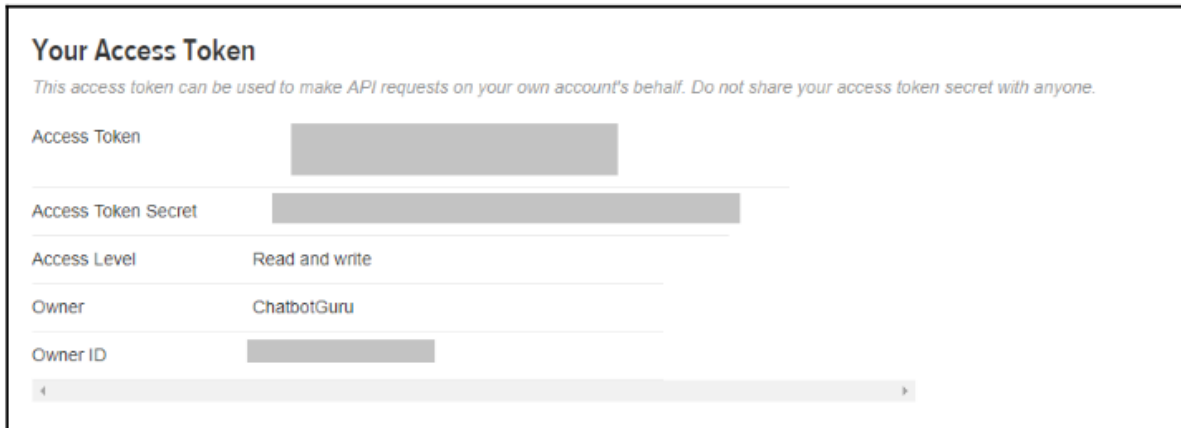 Your Access Token
This access token can be used to make API requests on your own account's behalf. Do not share your access token secret with anyone.
Access Token
Access Token Secret
Access Level Read and write
Owner ChatbotGuru
Owner ID